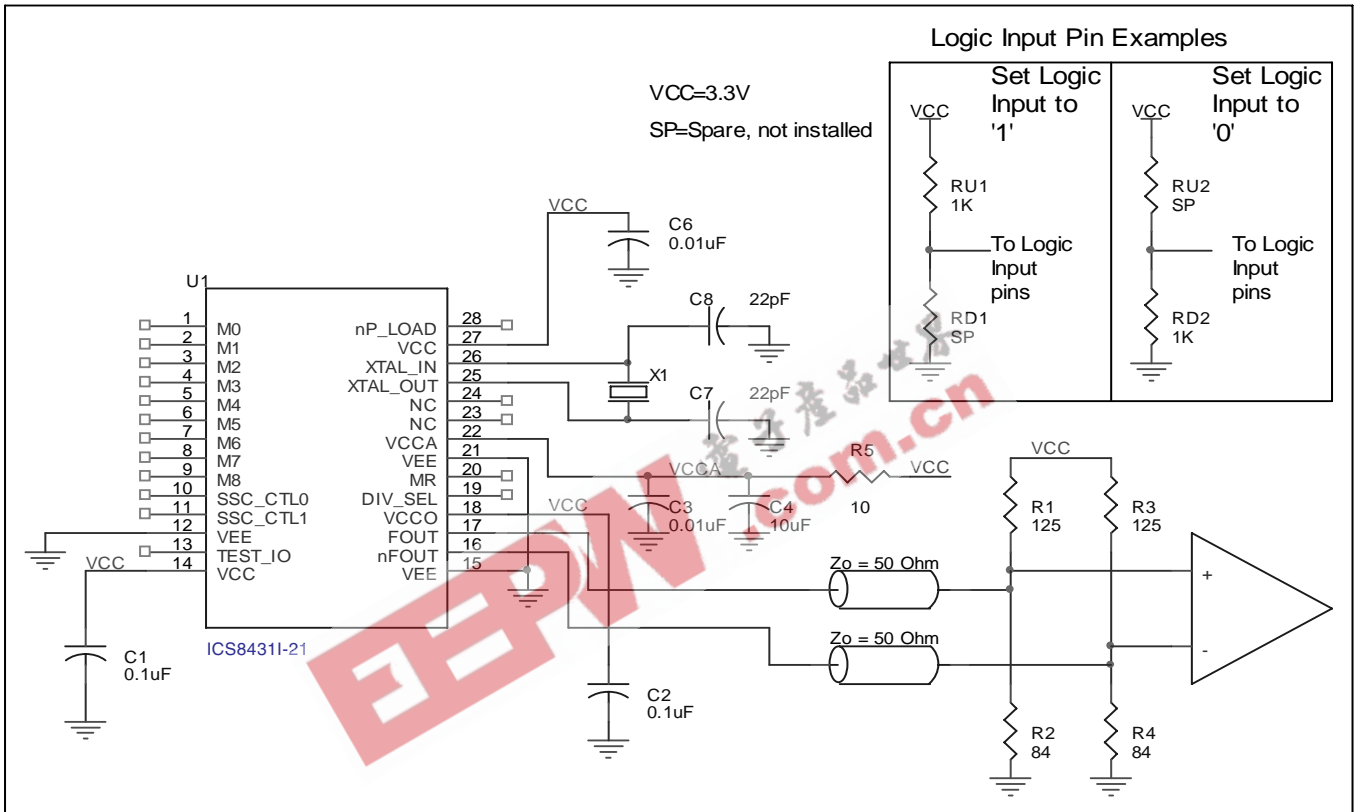 Logic Input Pin Examples
VCC=3.3V
SP=Spare, not installed
Set Logic
Input to
'1'
VCC
RU1
1K
To Logic
Input
pins
RD1
SP
Set Logic
Input to
'0'
VCC
RU2
SP
To Logic
Input
pins
RD2
1K
U1
1 M0
2 M1
3 M2
4 M3
5 M4
6 M5
7 M6
8 M7
9 M8
10 SSC_CTL0
11 SSC_CTL1
12 VEE
13 TEST_IO
14 VCC
nP_LOAD 28
VCC 27
XTAL_IN 26
XTAL_OUT 25
NC 24
NC 23
VCCA 22
VEE 21
MR 20
DIV_SEL 19
VCCO 18
FOUT 17
nFOUT 16
VEE 15
ICS8431I-21
VCC
C6
0.01uF
C8 22pF
X1
C7 22pF
VCCA
R5
10
VCC
C3
0.01uF
C4
10uF
VCC
VCC
C1
0.1uF
C2
0.1uF
Zo = 50 Ohm
Zo = 50 Ohm
VCC
R1
125
R3
125
+
-
R2
84
R4
84
EEPW
電子產品世界
.com.cn